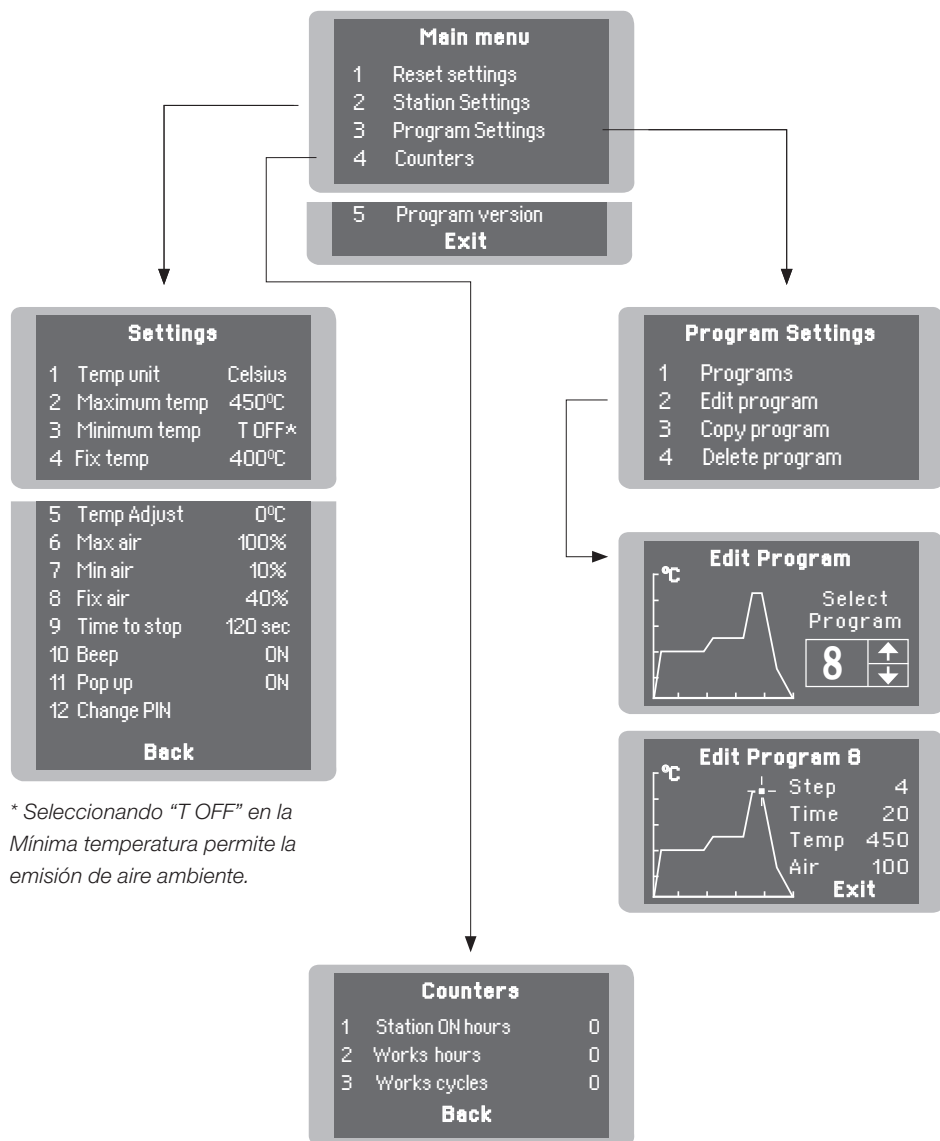 Main menu
1 Reset settings
2 Station Settings
3 Program Settings
4 Counters
5 Program version
Exit
Settings
1 Temp unit Celsius
2 Maximum temp 450ºC
3 Minimum temp T OFF*
4 Fix temp 400ºC
5 Temp Adjust 0ºC
6 Max air 100%
7 Min air 10%
8 Fix air 40%
9 Time to stop 120 sec
10 Beep ON
11 Pop up ON
12 Change PIN
Back
* Seleccionando “T OFF” en la
Mínima temperatura permite la
emisión de aire ambiente.
Program Settings
1 Programs
2 Edit program
3 Copy program
4 Delete program
Edit Program
ºC
Select
Program
8
Edit Program 8
ºC
Step 4
Time 20
Temp 450
Air 100
Exit
Counters
1 Station ON hours 0
2 Works hours 0
3 Works cycles 0
Back